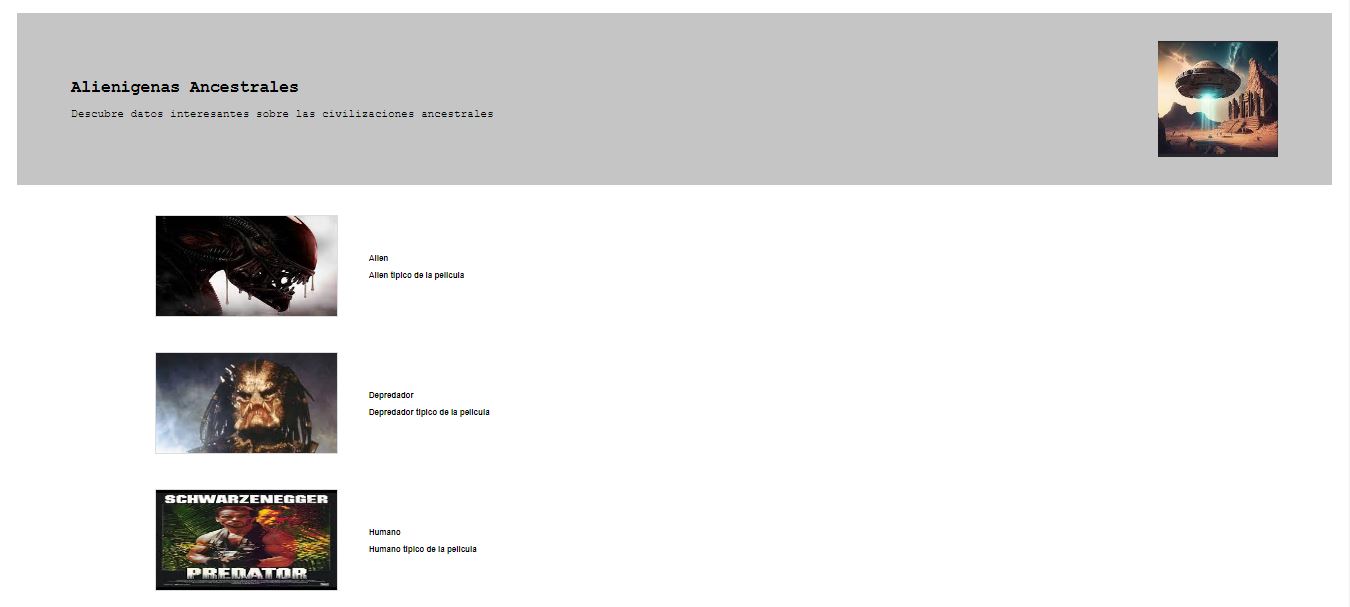 Alienigenas Ancestrales
Descubre datos interesantes sobre las civilizaciones ancestrales
Alien
Alien tipico de la pelicula
Depredador
Depredador tipico de la pelicula
SCHWARZENEGGER
PREDATOR
Humano
Humano tipico de la pelicula